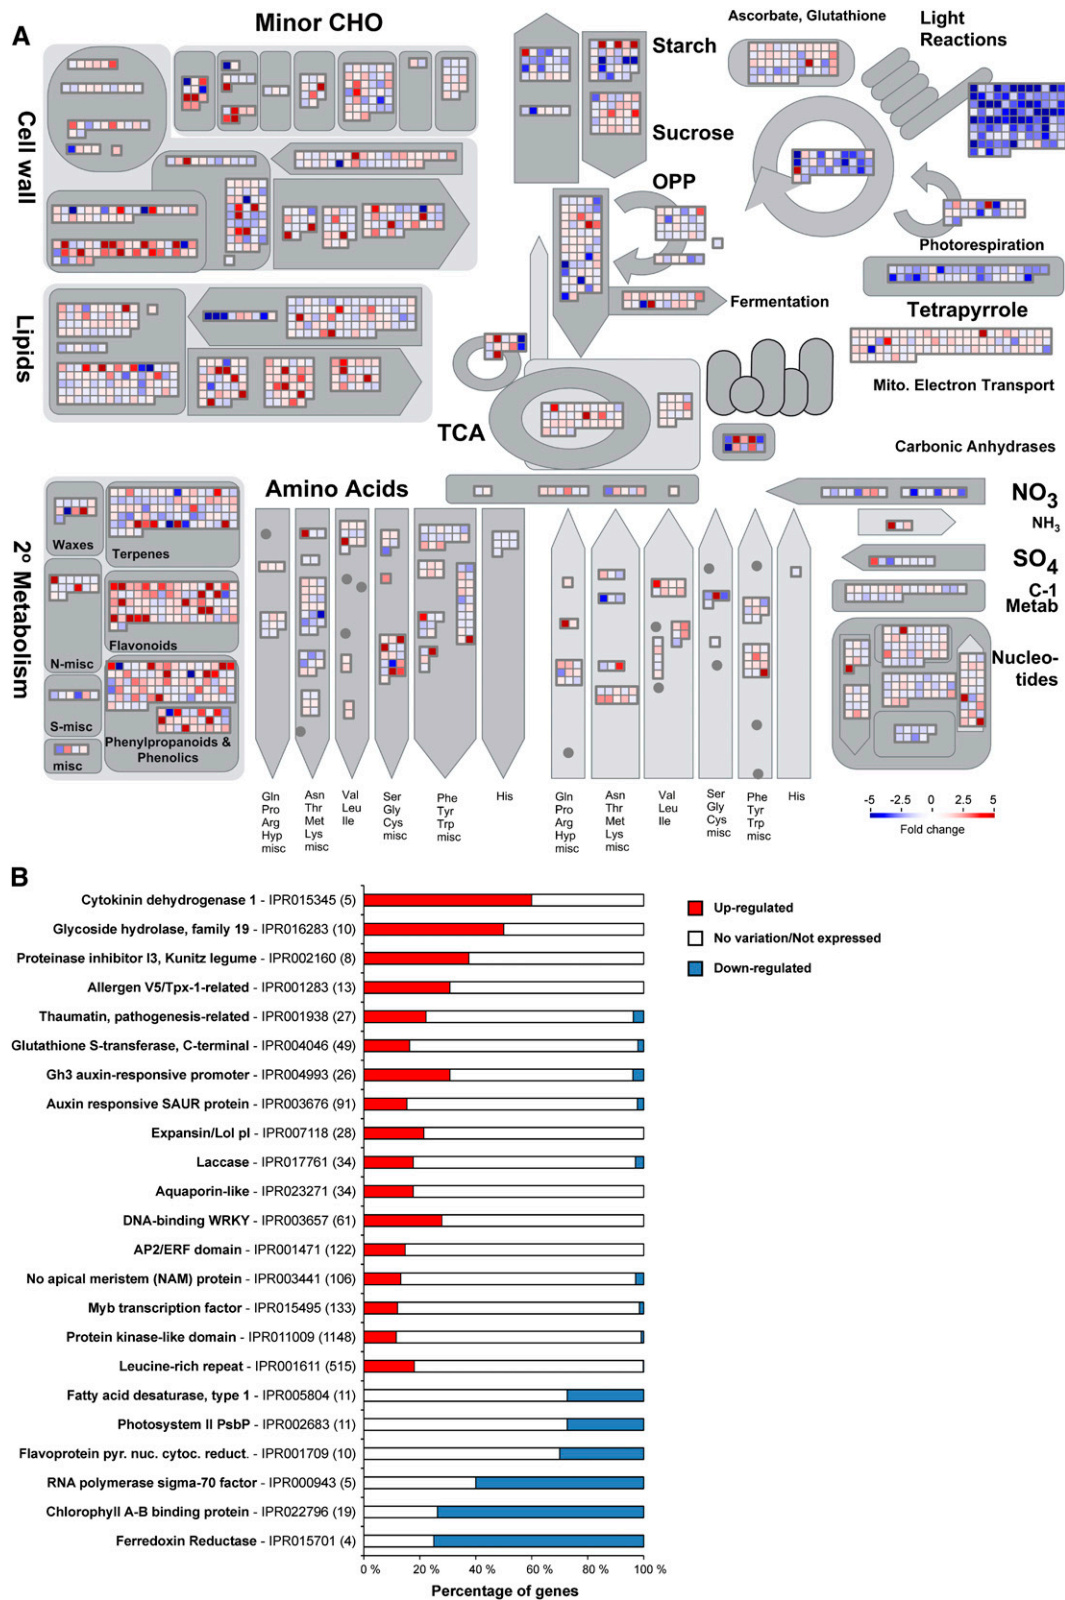 A
Minor CHO
Cell wall
Lipids
2º Metabolism
Starch
Sucrose
OPP
Ascorbate, Glutathione
Light
Reactions
Photorespiration
Fermentation
Tetrapyrrole
Mito. Electron Transport
TCA
Carbonic Anhydrases
Amino Acids
NO3
NH3
SO4
C-1
Metab
Nucleo-
tides
Waxes
Terpenes
N-misc
Flavonoids
S-misc
misc
Phenylpropanoids &
Phenolics
Gln
Pro
Arg
Hyp
misc
Asn
Thr
Met
Lys
misc
Val
Leu
Ile
Ser
Gly
Cys
misc
Phe
Tyr
Trp
misc
His
Gln
Pro
Arg
Hyp
misc
Asn
Thr
Met
Lys
misc
Val
Leu
Ile
Ser
Gly
Cys
misc
Phe
Tyr
Trp
misc
His
-5 -2.5 0 2.5 5
Fold change
B
Cytokinin dehydrogenase 1 - IPR015345 (5)
Glycoside hydrolase, family 19 - IPR016283 (10)
Proteinase inhibitor I3, Kunitz legume - IPR002160 (8)
Allergen V5/Tpx-1-related - IPR001283 (13)
Thaumatin, pathogenesis-related - IPR001938 (27)
Glutathione S-transferase, C-terminal - IPR004046 (49)
Gh3 auxin-responsive promoter - IPR004993 (26)
Auxin responsive SAUR protein - IPR003676 (91)
Expansin/Lol pI - IPR007118 (28)
Laccase - IPR017761 (34)
Aquaporin-like - IPR023271 (34)
DNA-binding WRKY - IPR003657 (61)
AP2/ERF domain - IPR001471 (122)
No apical meristem (NAM) protein - IPR003441 (106)
Myb transcription factor - IPR015495 (133)
Protein kinase-like domain - IPR011009 (1148)
Leucine-rich repeat - IPR001611 (515)
Fatty acid desaturase, type 1 - IPR005804 (11)
Photosystem II PsbP - IPR002683 (11)
Flavoprotein pyr. nuc. cytoc. reduct. - IPR001709 (10)
RNA polymerase sigma-70 factor - IPR000943 (5)
Chlorophyll A-B binding protein - IPR022796 (19)
Ferredoxin Reductase - IPR015701 (4)
0 % 20 % 40 % 60 % 80 % 100 %
Percentage of genes
Up-regulated
No variation/Not expressed
Down-regulated